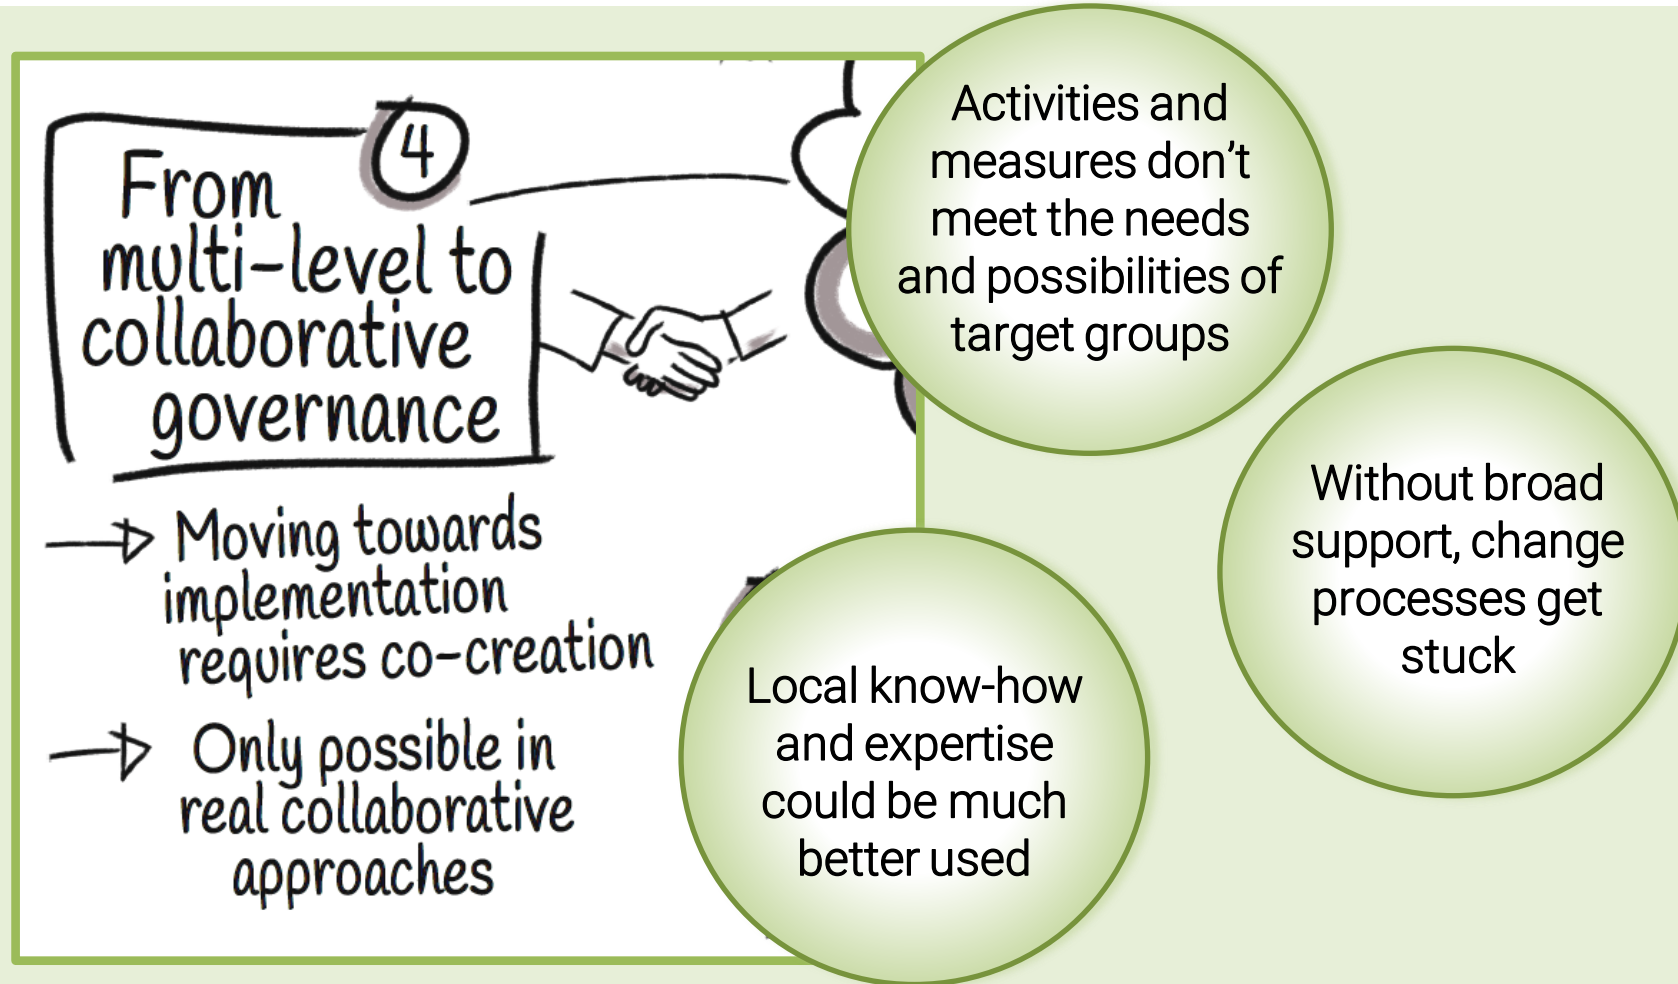 4
From
multi-level to
collaborative
governance
Moving towards
implementation
requires co-creation
Only possible in
real collaborative
approaches
Activities and
measures don’t
meet the needs
and possibilities of
target groups
Without broad
support, change
processes get
stuck
Local know-how
and expertise
could be much
better used